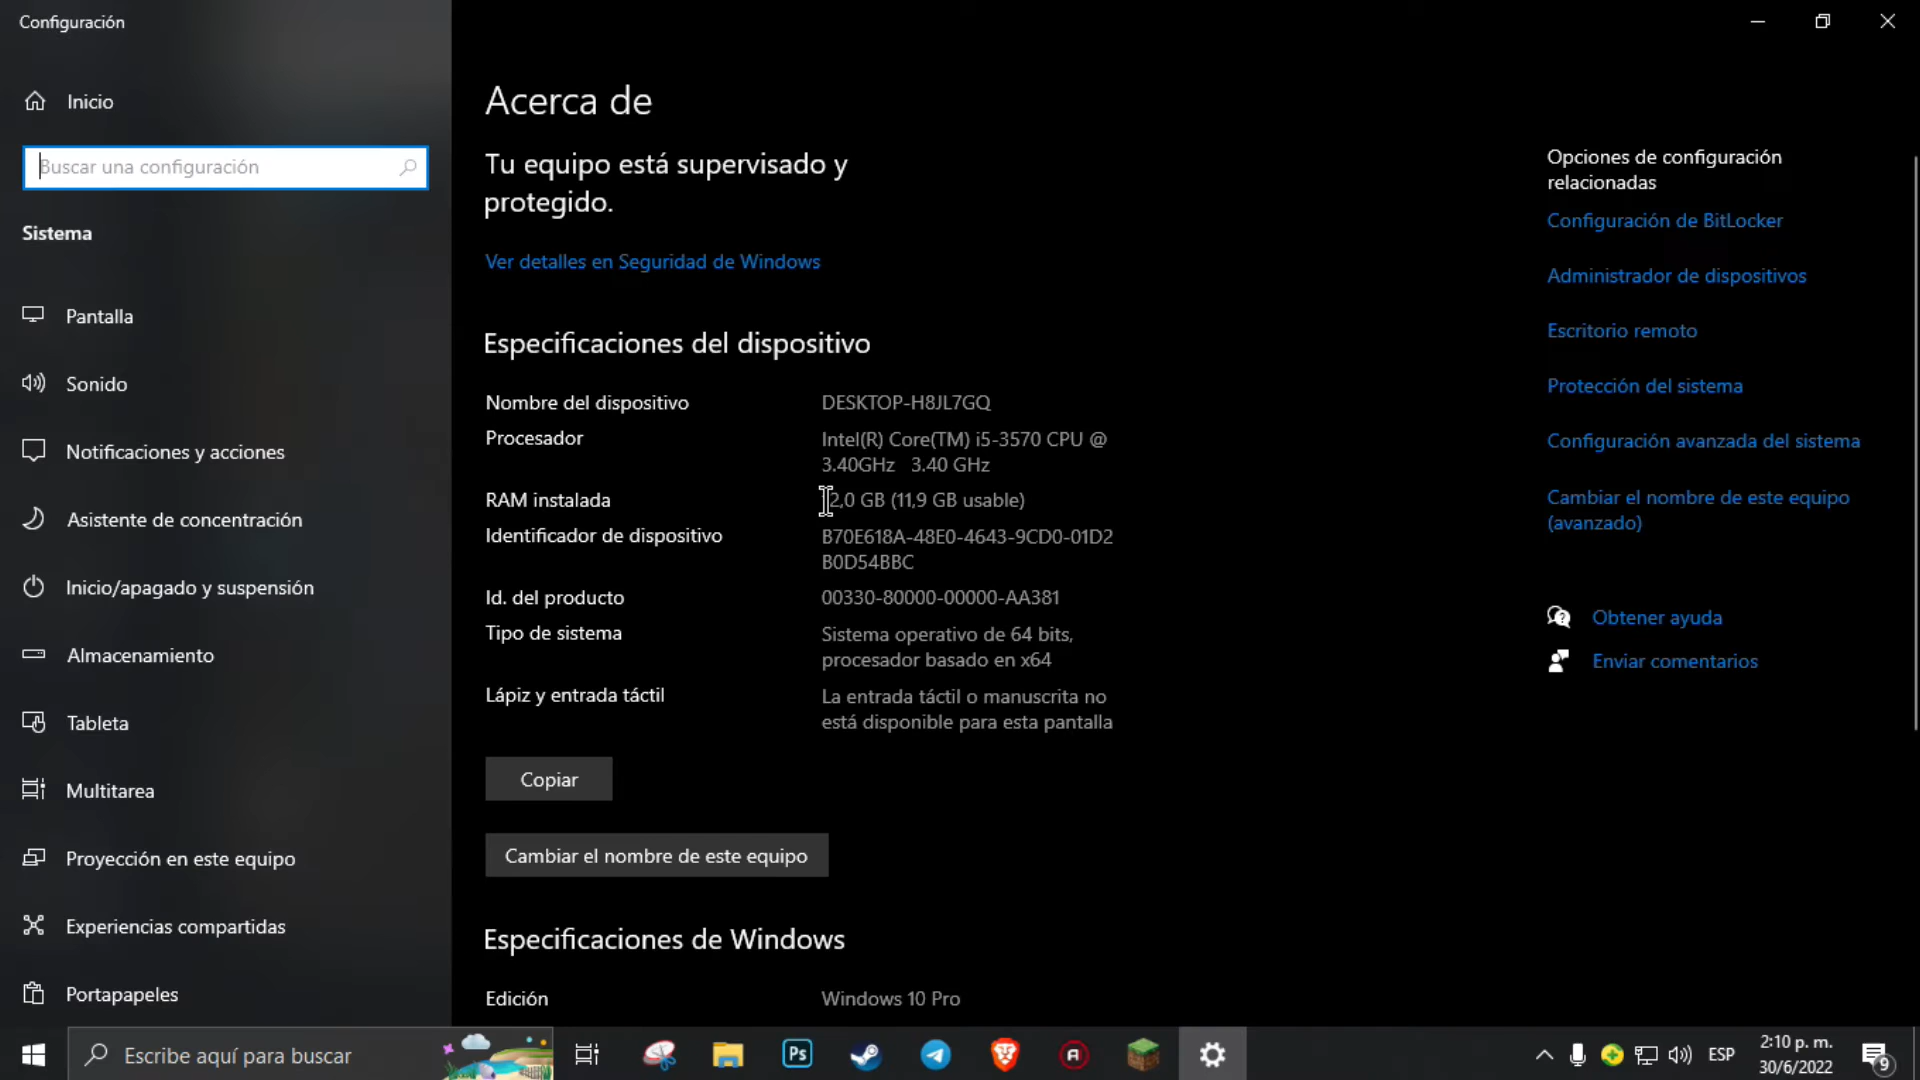 Configuración
Inicio
Buscar una configuración
Sistema
Pantalla
Sonido
Notificaciones y acciones
Asistente de concentración
Inicio/apagado y suspensión
Almacenamiento
Tableta
Multitarea
Proyección en este equipo
Experiencias compartidas
Portapapeles
Acerca de
Tu equipo está supervisado y
protegido.
Ver detalles en Seguridad de Windows
Especificaciones del dispositivo
Nombre del dispositivo DESKTOP-H8JL7GQ
Procesador Intel(R) Core(TM) i5-3570 CPU @
3.40GHz 3.40 GHz
RAM instalada 12,0 GB (11,9 GB usable)
Identificador de dispositivo B70E618A-48E0-4643-9CD0-01D2
B0D54BBC
Id. del producto 00330-80000-00000-AA381
Tipo de sistema Sistema operativo de 64 bits,
procesador basado en x64
Lápiz y entrada táctil La entrada táctil o manuscrita no
está disponible para esta pantalla
Copiar
Cambiar el nombre de este equipo
Especificaciones de Windows
Edición Windows 10 Pro
Opciones de configuración
relacionadas
Configuración de BitLocker
Administrador de dispositivos
Escritorio remoto
Protección del sistema
Configuración avanzada del sistema
Cambiar el nombre de este equipo
(avanzado)
Obtener ayuda
Enviar comentarios
Escribe aquí para buscar
Ps
ESP
2:10 p. m.
30/6/2022
9